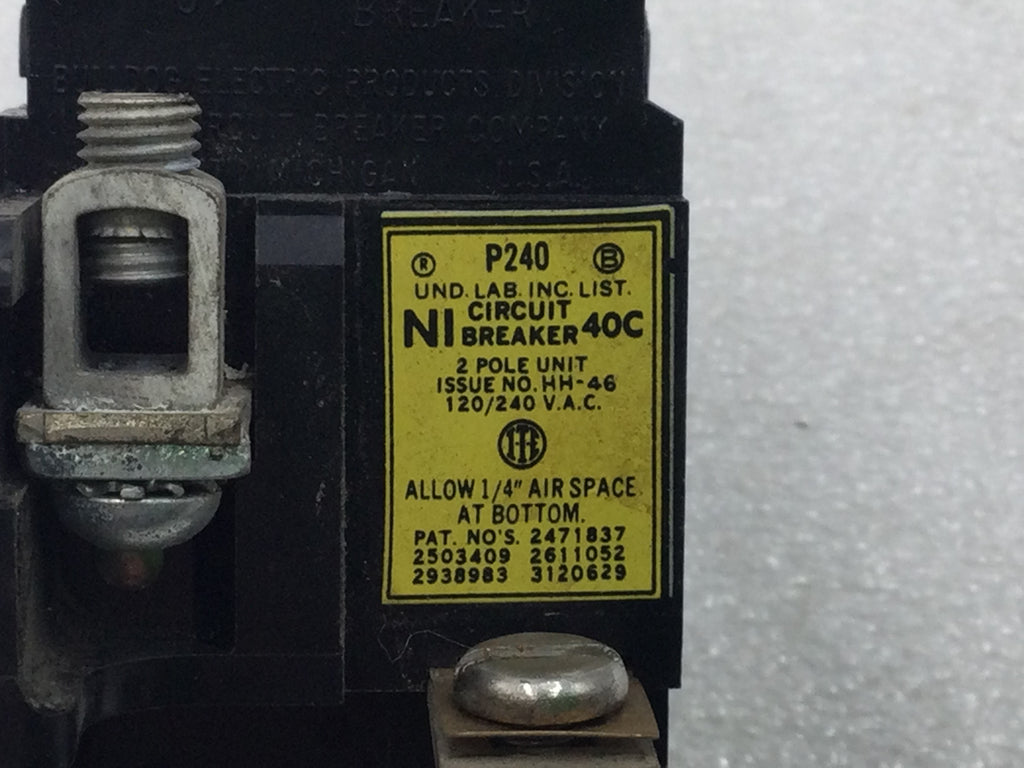 BREAKER
BULLDOG ELECTRIC PRODUCTS DIVISION
CIRCUIT BREAKER COMPANY
MICHIGAN U.S.A.
® P240 Ⓑ
UND. LAB. INC. LIST.
NI CIRCUIT BREAKER 40C
2 POLE UNIT
ISSUE NO. HH-46
120/240 V.A.C.
ITE
ALLOW 1/4" AIR SPACE
AT BOTTOM.
PAT. NO'S. 2471837
2503409 2611052
2938983 3120629